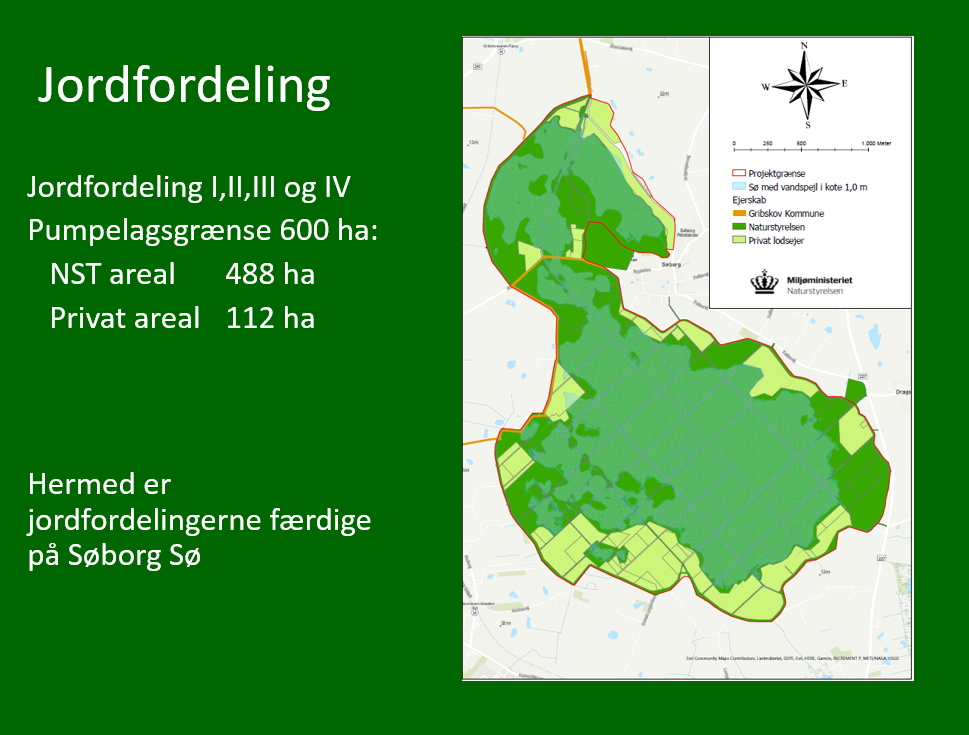 Jordfordeling
Jordfordeling I,II,III og IV
Pumpelagsgrænse 600 ha:
NST areal 488 ha
Privat areal 112 ha
Hermed er
jordfordelingerne færdige
på Søborg Sø
N
W
E
S
0 250 500 1.000 Meter
Projektgrænse
Sø med vandspejl i kote 1,0 m
Ejerskab
Gribskov Kommune
Naturstyrelsen
Privat lodsejer
Miljøministeriet
Naturstyrelsen
Søborg
227
Esri Community Maps Contributors, Lantmäteriet, SDFE, Esri, HERE, Garmin, INCREMENT P, METI/NASA, USGS